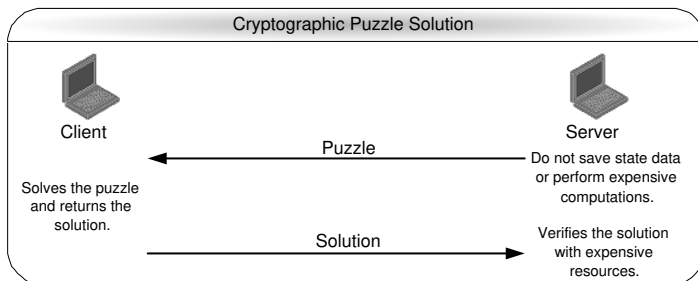 Cryptographic Puzzle Solution
Client
Server
Puzzle
Do not save state data
or perform expensive
computations.
Solves the puzzle
and returns the
solution.
Solution
Verifies the solution
with expensive
resources.